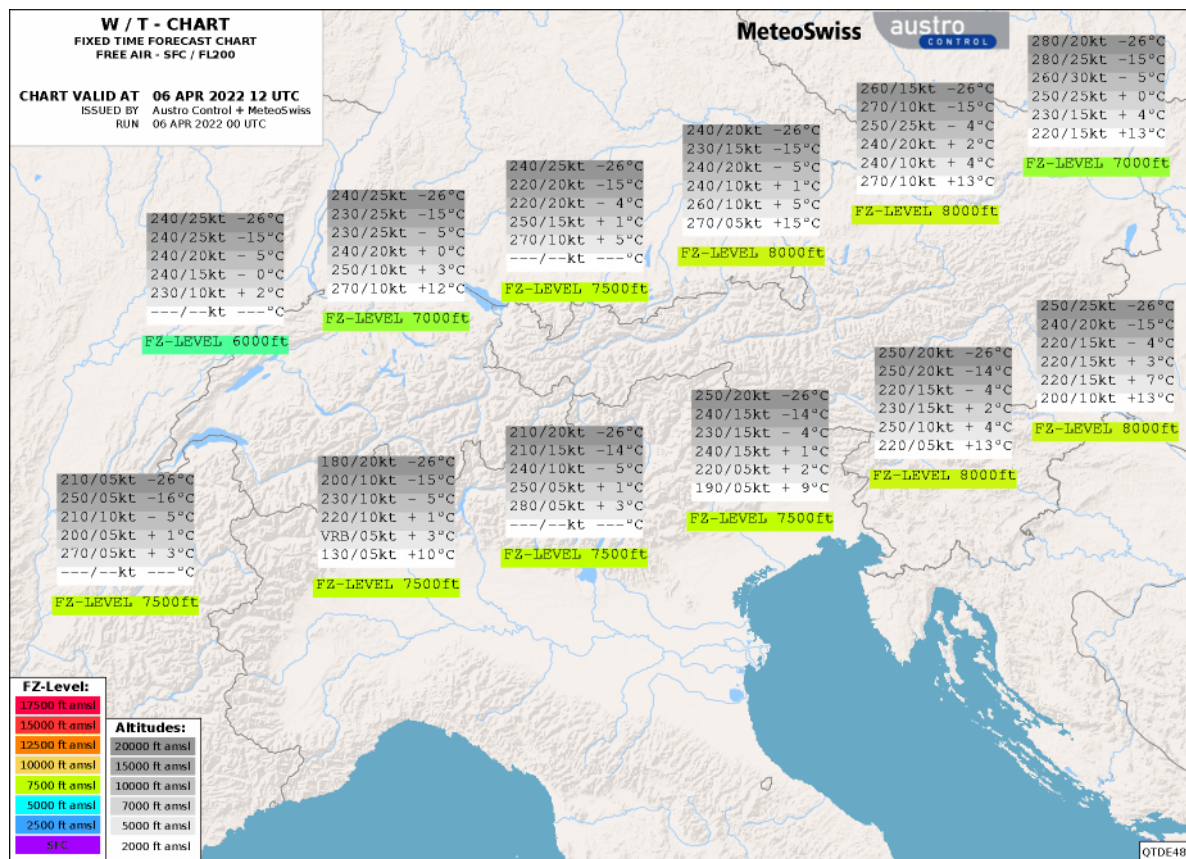 W / T - CHART
FIXED TIME FORECAST CHART
FREE AIR - SFC / FL200
CHART VALID AT 06 APR 2022 12 UTC
ISSUED BY Austro Control + MeteoSwiss
RUN 06 APR 2022 00 UTC
MeteoSwiss
austro
CONTROL
280/20kt -26°C
280/25kt -15°C
260/30kt - 5°C
250/25kt + 0°C
230/15kt + 4°C
220/15kt +13°C
FZ-LEVEL 7000ft
260/15kt -26°C
270/10kt -15°C
250/25kt - 4°C
240/20kt + 2°C
240/10kt + 4°C
270/10kt +13°C
FZ-LEVEL 8000ft
240/20kt -26°C
230/15kt -15°C
240/20kt - 5°C
240/10kt + 1°C
260/10kt + 5°C
270/05kt +15°C
FZ-LEVEL 8000ft
240/25kt -26°C
220/20kt -15°C
220/20kt - 4°C
250/15kt + 1°C
270/10kt + 5°C
---/--kt ---°C
FZ-LEVEL 7500ft
240/25kt -26°C
230/25kt -15°C
230/25kt - 5°C
240/20kt + 0°C
250/10kt + 3°C
270/10kt +12°C
FZ-LEVEL 7000ft
240/25kt -26°C
240/25kt -15°C
240/20kt - 5°C
240/15kt - 0°C
230/10kt + 2°C
---/--kt ---°C
FZ-LEVEL 6000ft
250/25kt -26°C
240/20kt -15°C
220/15kt - 4°C
220/15kt + 3°C
220/15kt + 7°C
200/10kt +13°C
FZ-LEVEL 8000ft
250/20kt -26°C
250/20kt -14°C
220/15kt - 4°C
230/15kt + 2°C
250/10kt + 4°C
220/05kt +13°C
FZ-LEVEL 8000ft
250/20kt -26°C
240/15kt -14°C
230/15kt - 4°C
240/15kt + 1°C
220/05kt + 2°C
190/05kt + 9°C
FZ-LEVEL 7500ft
210/20kt -26°C
210/15kt -14°C
240/10kt - 5°C
250/05kt + 1°C
280/05kt + 3°C
---/--kt ---°C
FZ-LEVEL 7500ft
180/20kt -26°C
200/10kt -15°C
230/10kt - 5°C
220/10kt + 1°C
VRB/05kt + 3°C
130/05kt +10°C
FZ-LEVEL 7500ft
210/05kt -26°C
250/05kt -16°C
210/10kt - 5°C
200/05kt + 1°C
270/05kt + 3°C
---/--kt ---°C
FZ-LEVEL 7500ft
FZ-Level:
17500 ft amsl
15000 ft amsl
12500 ft amsl
10000 ft amsl
7500 ft amsl
5000 ft amsl
2500 ft amsl
SFC
Altitudes:
20000 ft amsl
15000 ft amsl
10000 ft amsl
7000 ft amsl
5000 ft amsl
2000 ft amsl
QTDE48